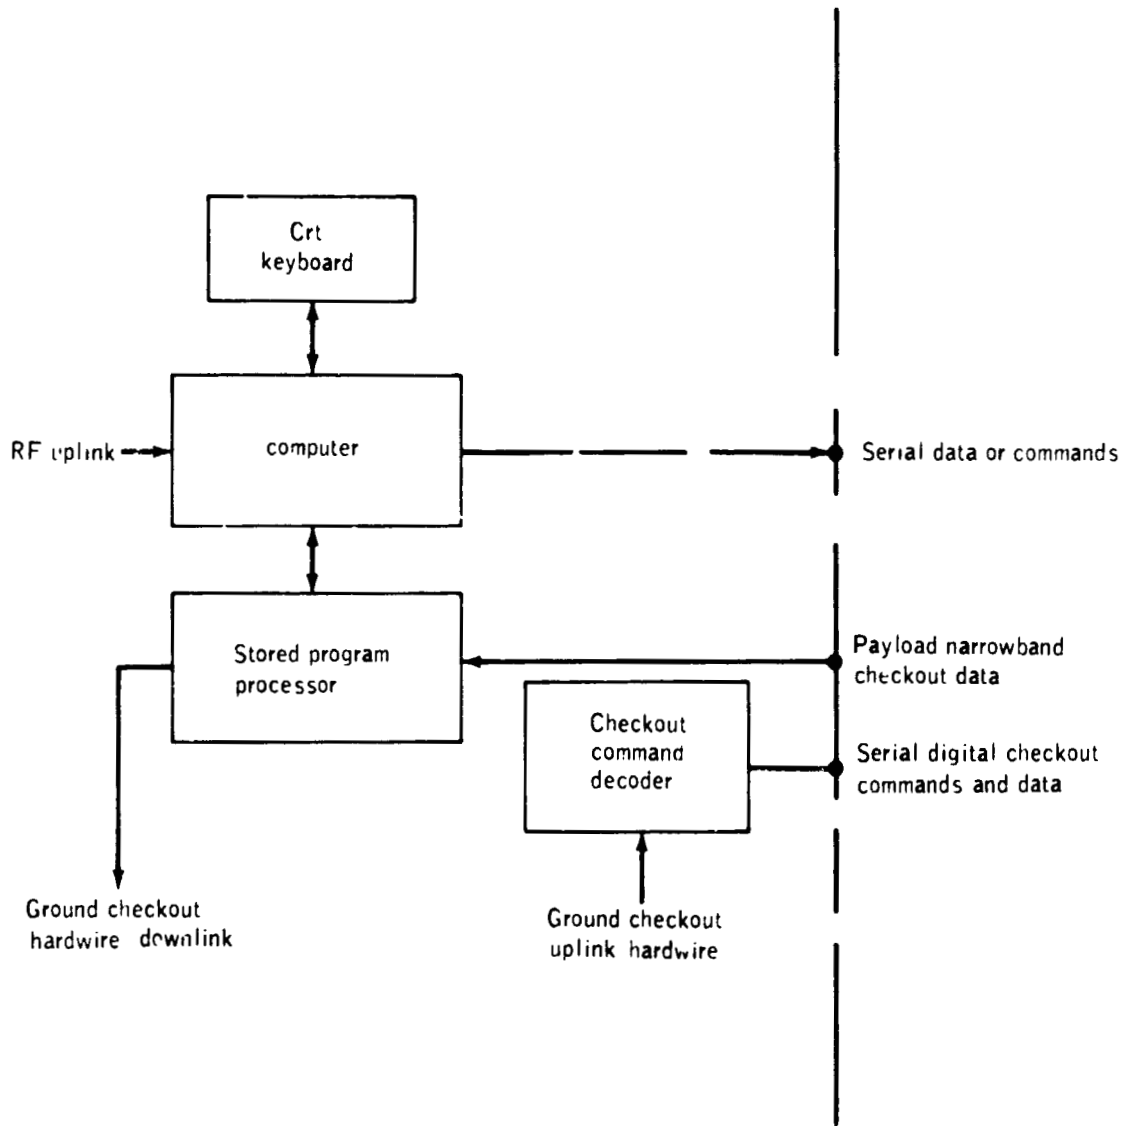 Crt
keyboard
RF uplink
computer
Serial data or commands
Stored program
processor
Payload narrowband
checkout data
Checkout
command
decoder
Serial digital checkout
commands and data
Ground checkout
hardwire downlink
Ground checkout
uplink hardwire